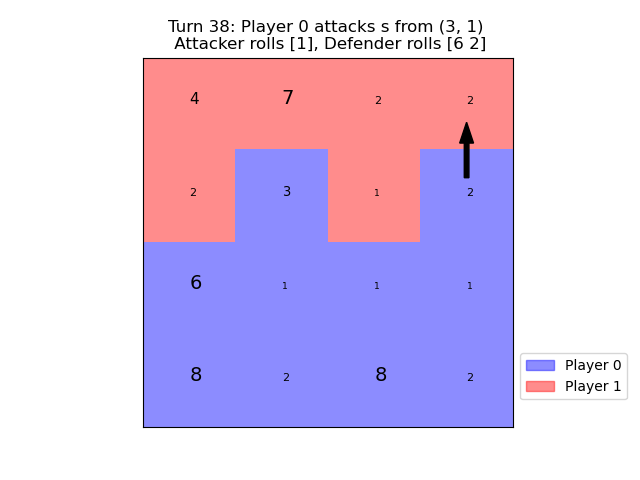 Turn 38: Player 0 attacks s from (3, 1)
Attacker rolls [1], Defender rolls [6 2]
4 7 2 2
2 3 1 2
6 1 1 1
8 2 8 2
Player 0
Player 1